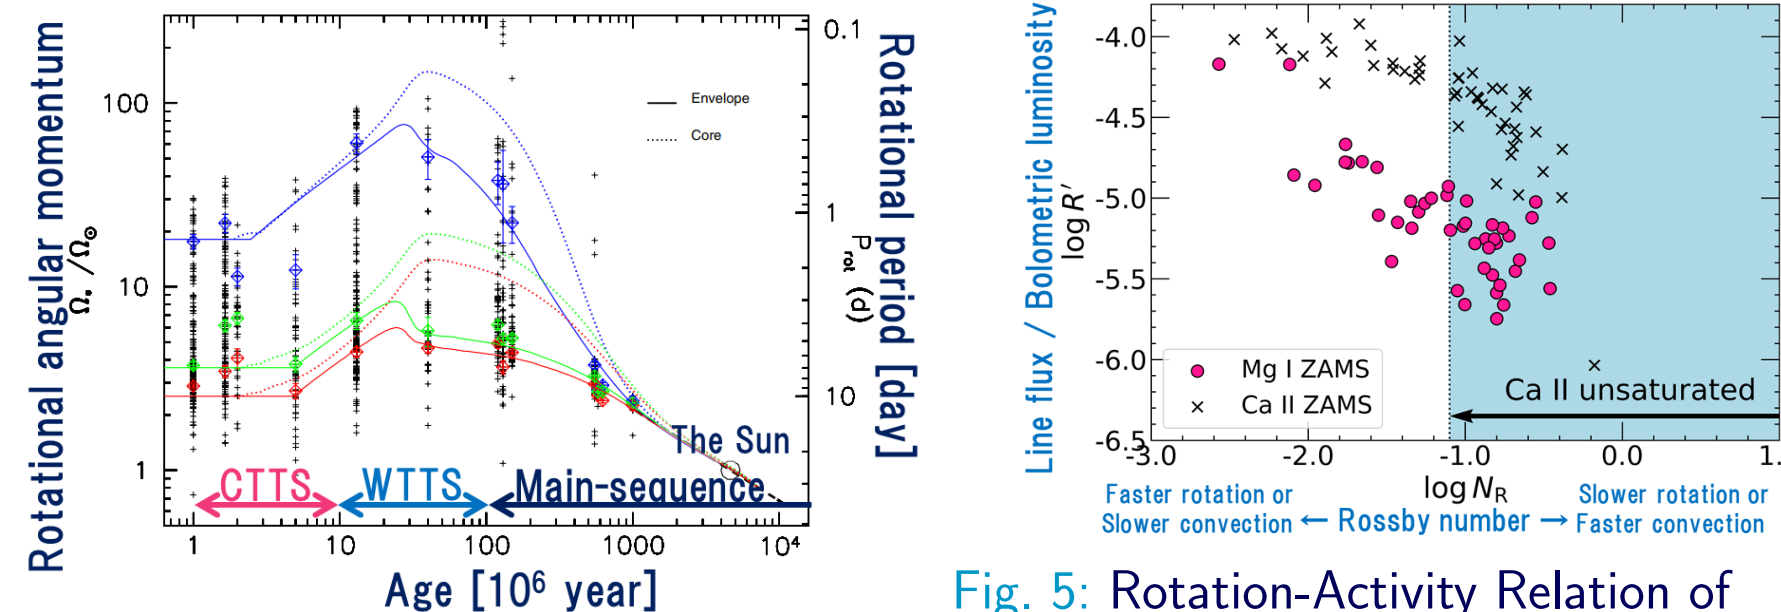 Rotational angular momentum
Ω* /Ω⊙
100
10
1
Envelope
Core
The Sun
CTTS
WTTS
Main-sequence
1
10
100
1000
10⁴
Age [10⁶ year]
0.1
1
10
Prot (d)
Rotational period [day]
Line flux / Bolometric luminosity
log R′
-4.0
-4.5
-5.0
-5.5
-6.0
-6.5
Mg I ZAMS
Ca II ZAMS
Ca II unsaturated
-3.0
-2.0
-1.0
0.0
1.
log NR
Faster rotation or
Slower convection
← Rossby number →
Slower rotation or
Faster convection
Fig. 5: Rotation-Activity Relation of